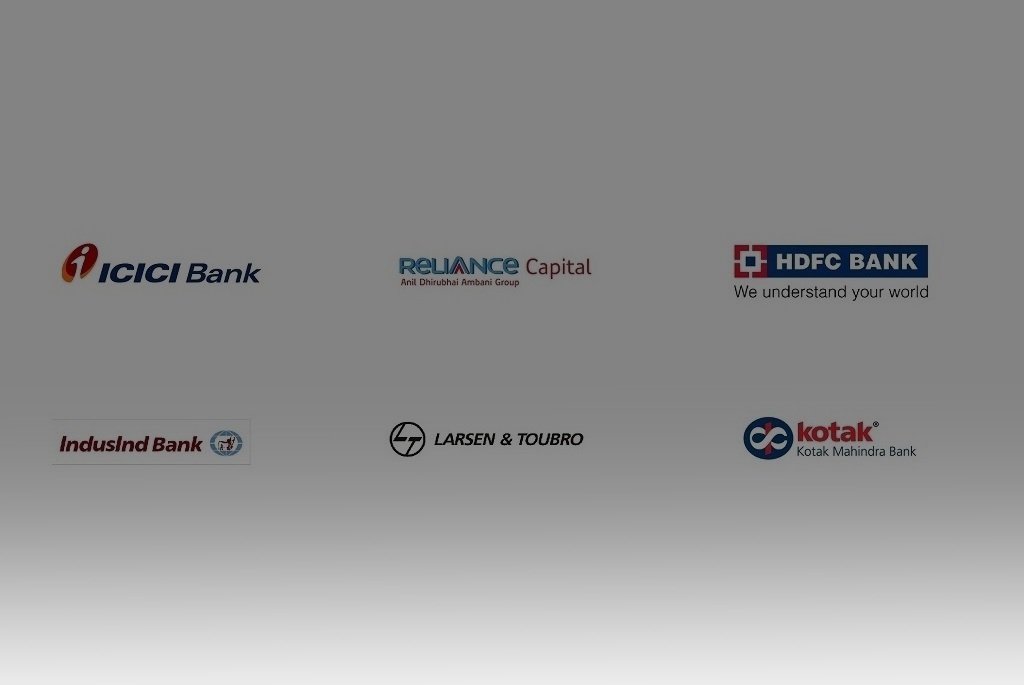 ICICI Bank
RELIANCE Capital
Anil Dhirubhai Ambani Group
HDFC BANK
We understand your world
IndusInd Bank
LARSEN & TOUBRO
kotak®
Kotak Mahindra Bank